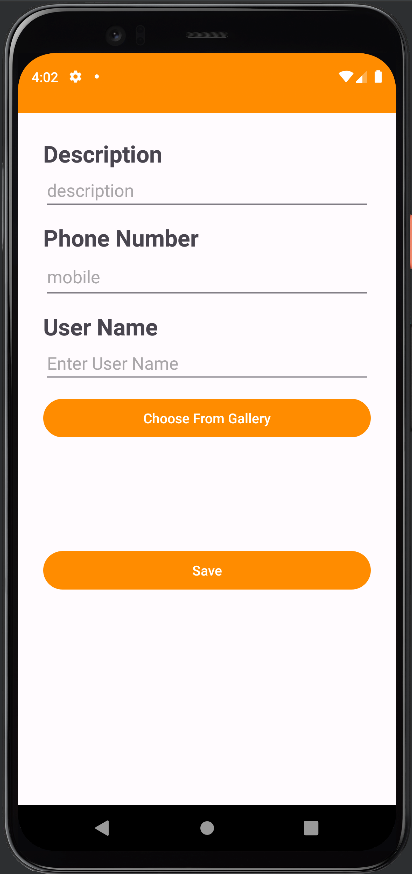 4:02
Description
description
Phone Number
mobile
User Name
Enter User Name
Choose From Gallery
Save